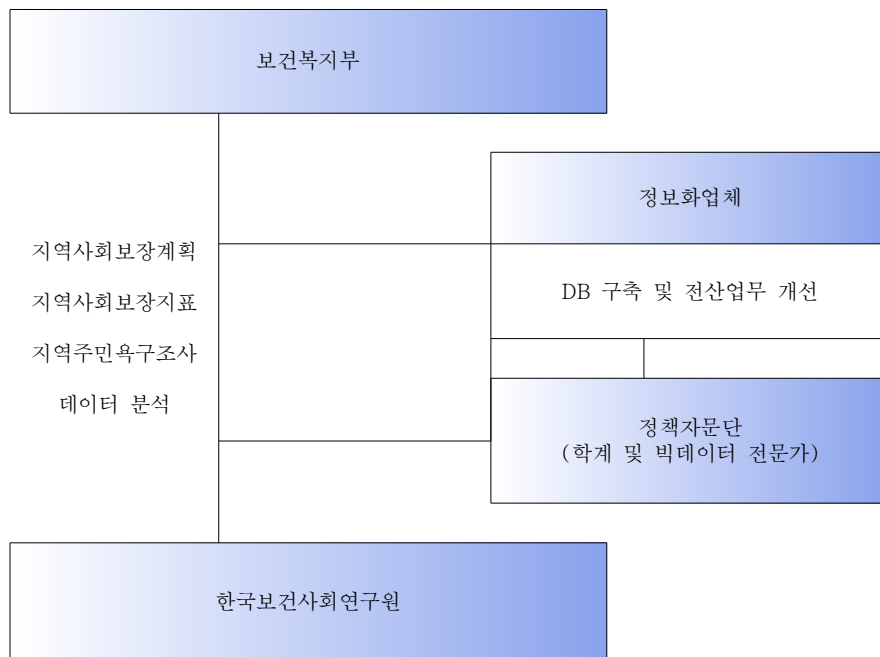 보건복지부
정보화업체
지역사회보장계획
지역사회보장지표
지역주민욕구조사
데이터 분석
DB 구축 및 전산업무 개선
정책자문단
(학계 및 빅데이터 전문가)
한국보건사회연구원